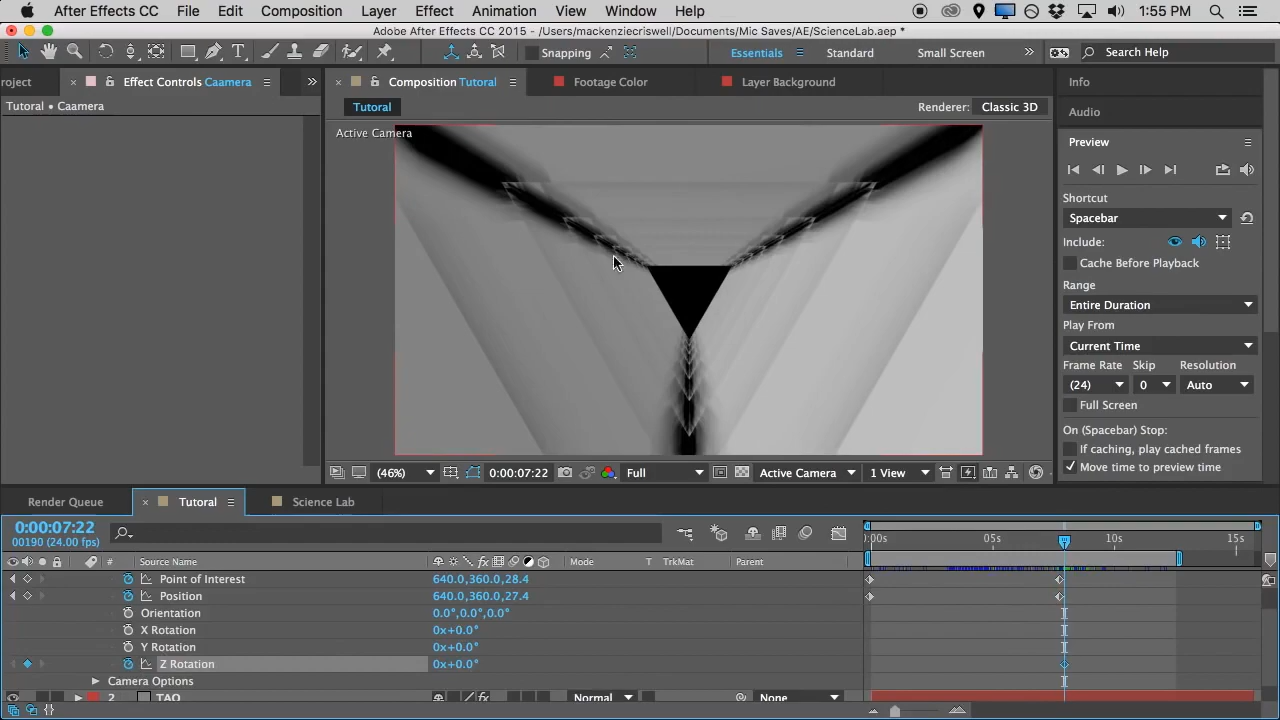 After Effects CC File Edit Composition Layer Effect Animation View Window Help 1:55 PM
Adobe After Effects CC 2015 - /Users/mackenziecriswell/Documents/Mic Saves/AE/ScienceLab.aep *
Snapping Essentials Standard Small Screen Search Help
roject Effect Controls Caamera Composition Tutoral Footage Color Layer Background Info
Tutoral • Caamera Tutoral Renderer: Classic 3D Audio
Active Camera
Preview
Shortcut
Spacebar
Include:
Cache Before Playback
Range
Entire Duration
Play From
Current Time
Frame Rate Skip Resolution
(24) 0 Auto
Full Screen
On (Spacebar) Stop:
If caching, play cached frames
Move time to preview time
(46%) 0:00:07:22 Full Active Camera 1 View
Render Queue Tutoral Science Lab
0:00:07:22
00190 (24.00 fps)
:00s 05s 10s 15s
# Source Name Mode T TrkMat Parent
Point of Interest 640.0,360.0,28.4
Position 640.0,360.0,27.4
Orientation 0.0°,0.0°,0.0°
X Rotation 0x+0.0°
Y Rotation 0x+0.0°
Z Rotation 0x+0.0°
Camera Options
2 TAO Normal None